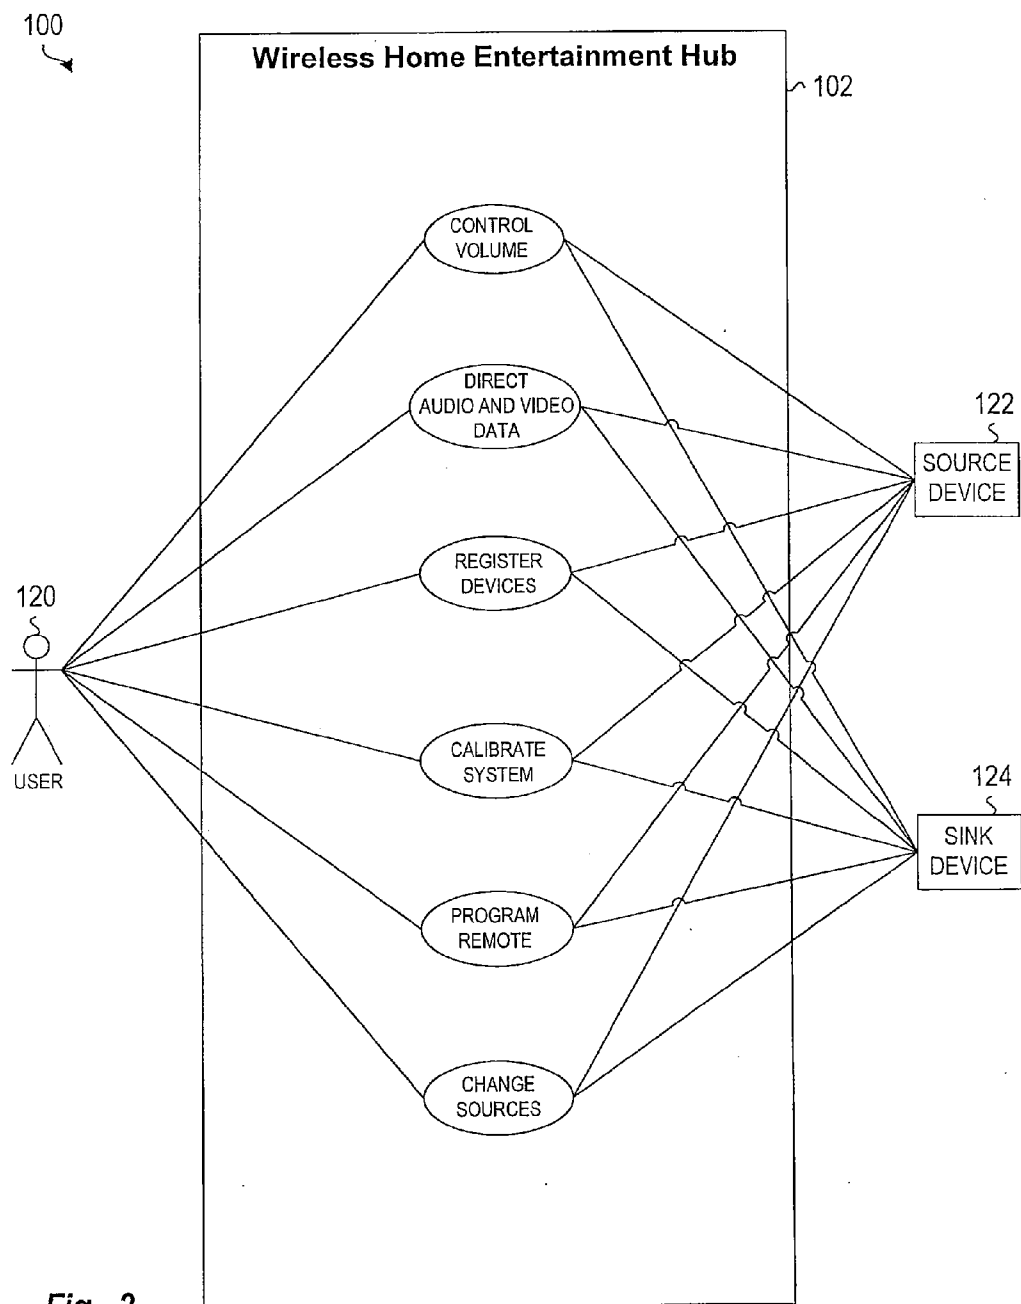 100
Wireless Home Entertainment Hub
102
CONTROL
VOLUME
DIRECT
AUDIO AND VIDEO
DATA
122
SOURCE
DEVICE
REGISTER
DEVICES
120
USER
CALIBRATE
SYSTEM
124
SINK
DEVICE
PROGRAM
REMOTE
CHANGE
SOURCES